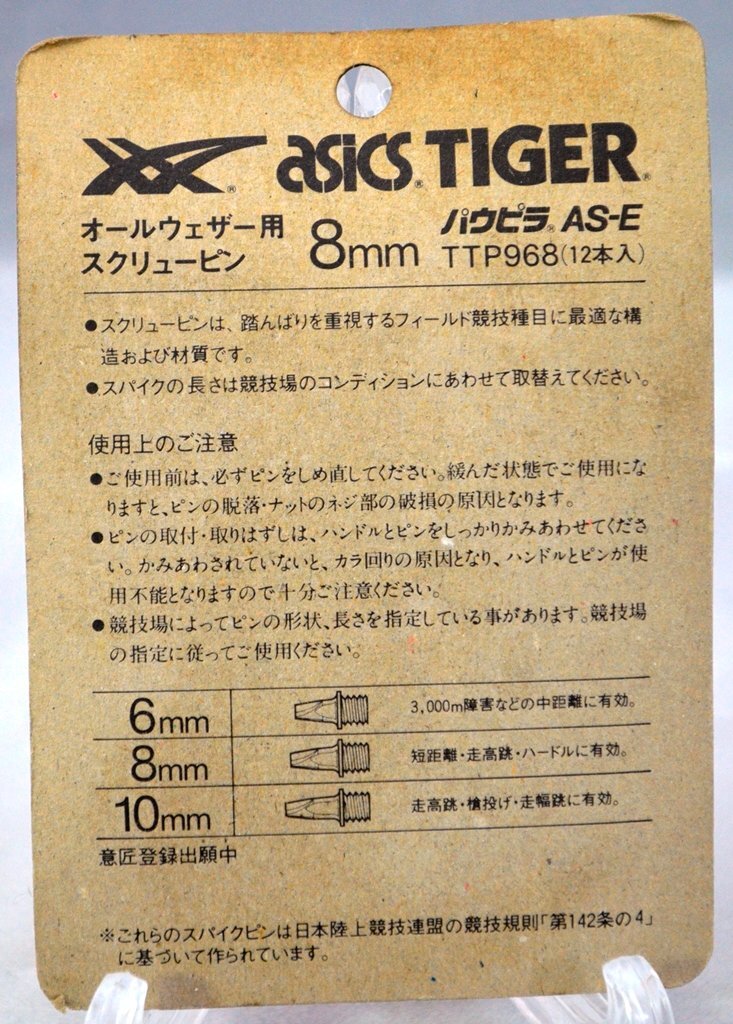 asics® TIGER®
オールウェザー用
スクリューピン
8mm
パウピラ® AS-E
TTP968(12本入)
●スクリューピンは、踏んばりを重視するフィールド競技種目に最適な構
造および材質です。
●スパイクの長さは競技場のコンディションにあわせて取替えてください。
使用上のご注意
●ご使用前は、必ずピンをしめ直してください。緩んだ状態でご使用にな
りますと、ピンの脱落・ナットのネジ部の破損の原因となります。
●ピンの取付・取りはずしは、ハンドルとピンをしっかりかみあわせてくださ
い。かみあわされていないと、カラ回りの原因となり、ハンドルとピンが使
用不能となりますので十分ご注意ください。
●競技場によってピンの形状、長さを指定している事があります。競技場
の指定に従ってご使用ください。
6mm 3,000m障害などの中距離に有効。
8mm 短距離・走高跳・ハードルに有効。
10mm 走高跳・槍投げ・走幅跳に有効。
意匠登録出願中
※これらのスパイクピンは日本陸上競技連盟の競技規則「第142条の4」
に基づいて作られています。